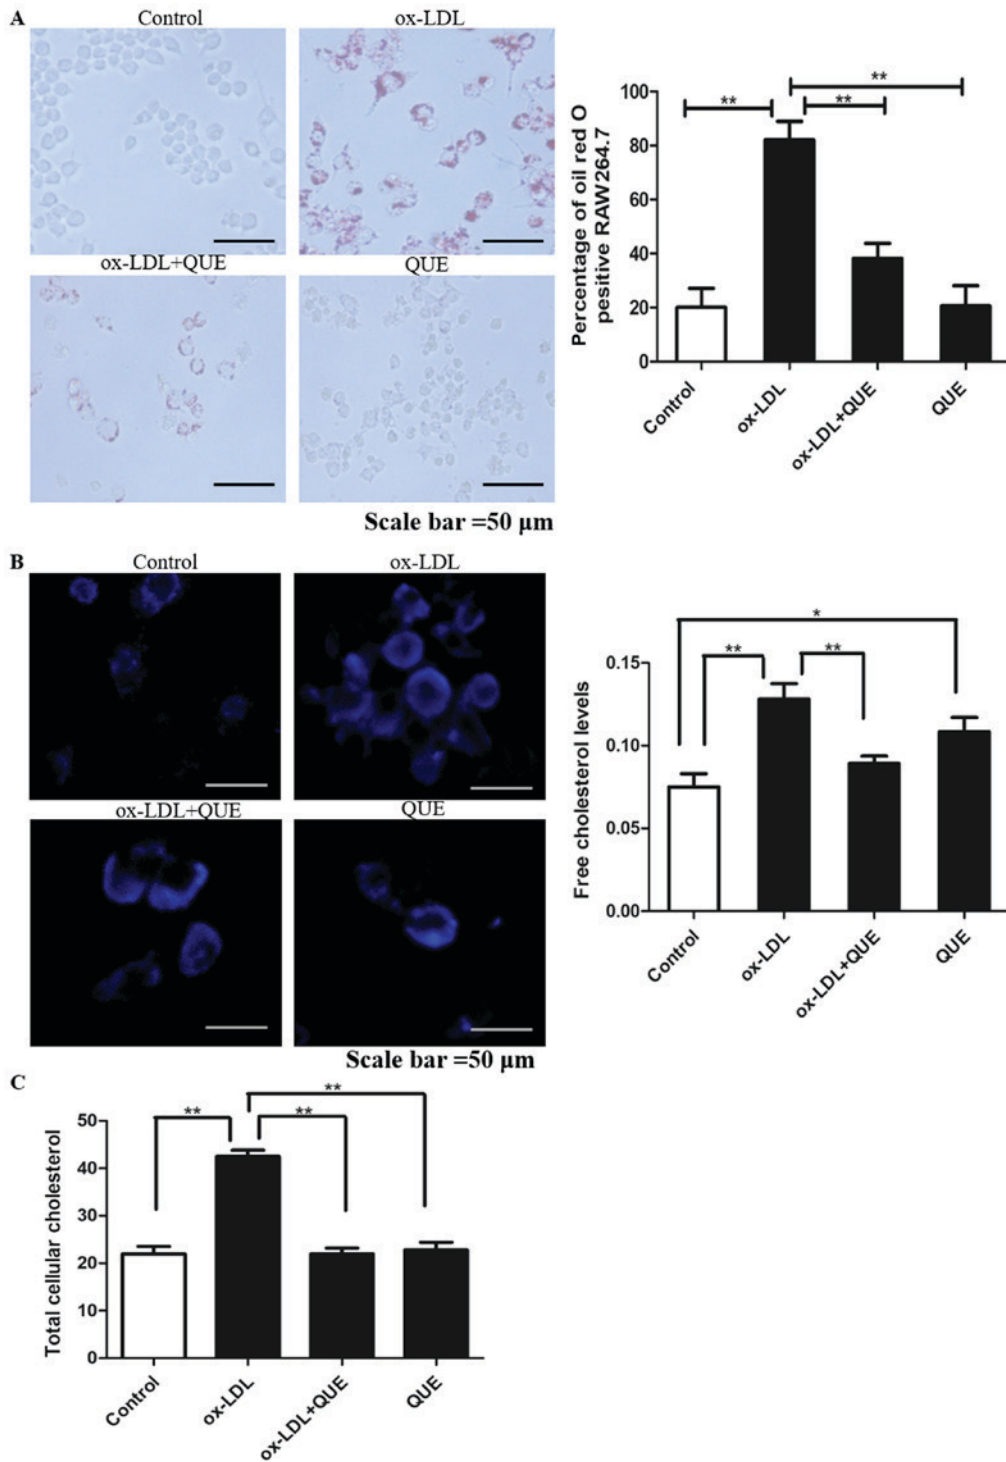 A
Control
ox-LDL
ox-LDL+QUE
QUE
Scale bar =50 μm
Percentage of oil red O
pesitive RAW264.7
100
80
60
40
20
0
**
**
**
Control
ox-LDL
ox-LDL+QUE
QUE
B
Control
ox-LDL
ox-LDL+QUE
QUE
Scale bar =50 μm
Free cholesterol levels
0.15
0.10
0.05
0.00
*
**
**
Control
ox-LDL
ox-LDL+QUE
QUE
C
Total cellular cholesterol
50
40
30
20
10
0
**
**
**
Control
ox-LDL
ox-LDL+QUE
QUE